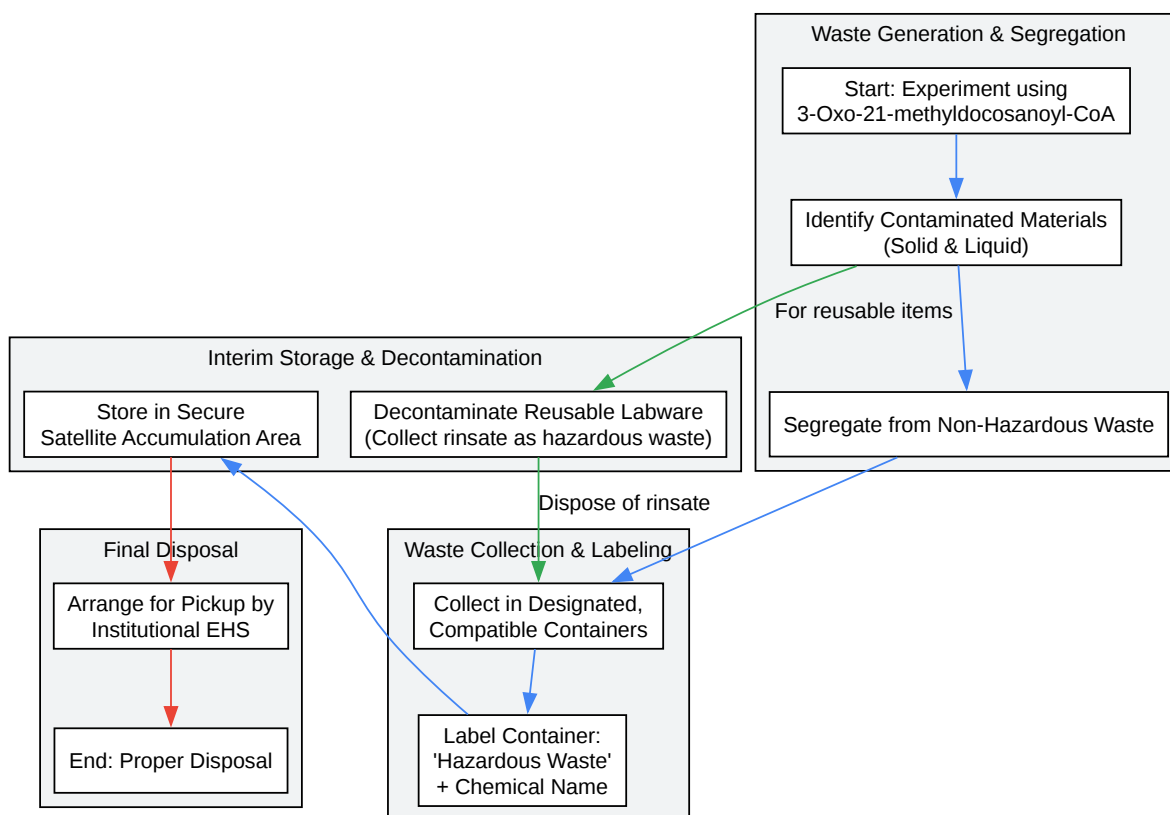 Waste Generation & Segregation
Start: Experiment using
3-Oxo-21-methyldocosanoyl-CoA
Identify Contaminated Materials
(Solid & Liquid)
For reusable items
Segregate from Non-Hazardous Waste
Interim Storage & Decontamination
Store in Secure
Satellite Accumulation Area
Decontaminate Reusable Labware
(Collect rinsate as hazardous waste)
Dispose of rinsate
Final Disposal
Arrange for Pickup by
Institutional EHS
End: Proper Disposal
Waste Collection & Labeling
Collect in Designated,
Compatible Containers
Label Container:
'Hazardous Waste'
+ Chemical Name